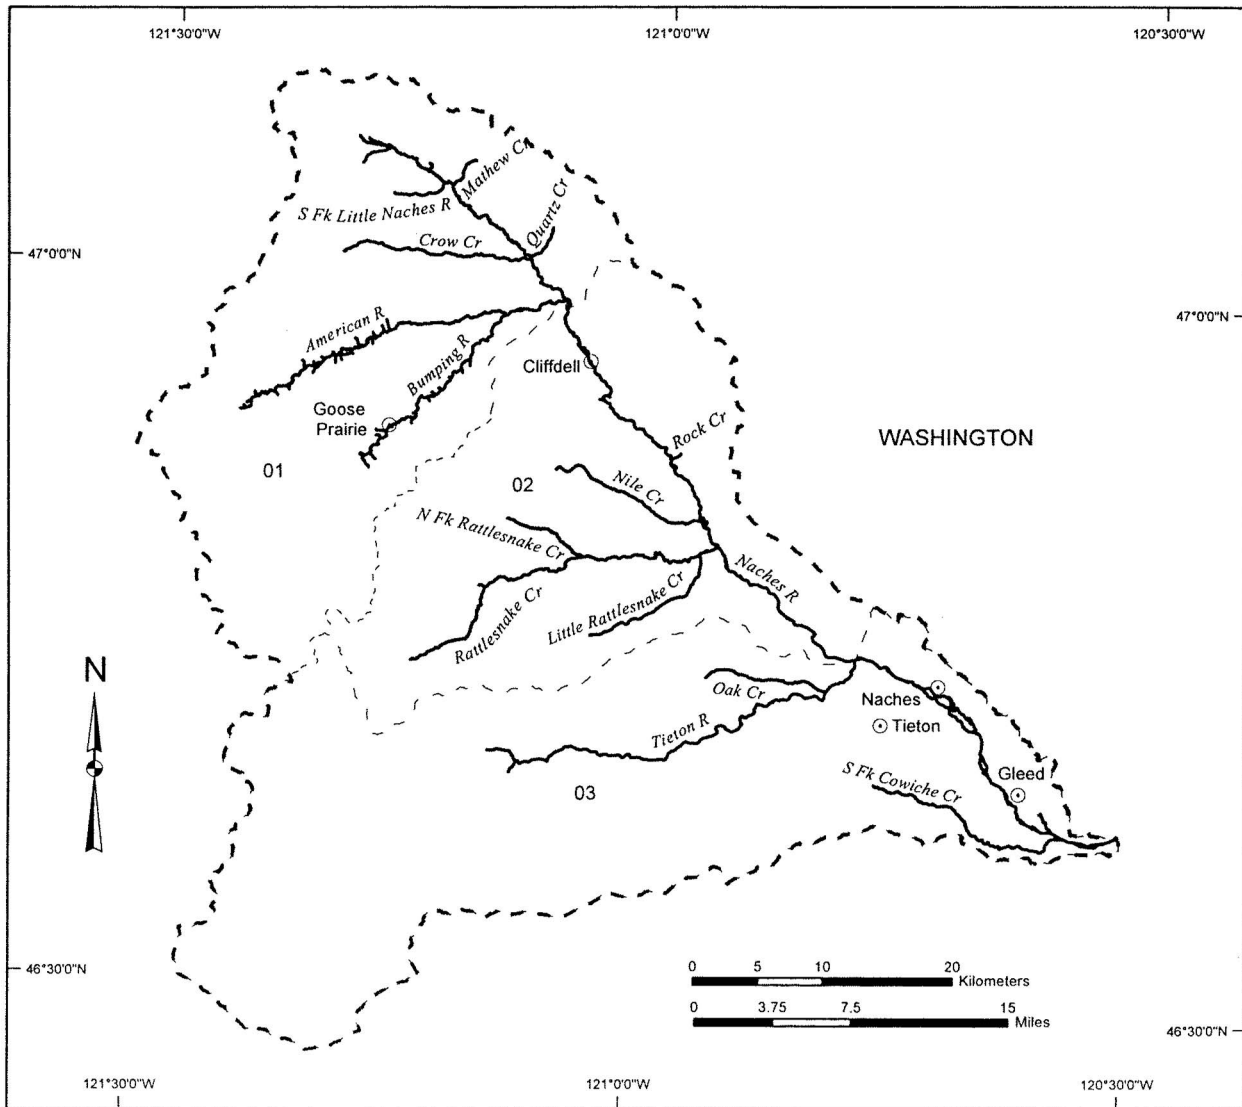 121°30'0"W 121°0'0"W 120°30'0"W
Mathew Cr
S Fk Little Naches R
Quartz Cr
Crow Cr
47°0'0"N
American R
47°0'0"N
Bumping R
Cliffdell
Goose
Prairie
WASHINGTON
Rock Cr
01
02
Nile Cr
N Fk Rattlesnake Cr
Naches R
Rattlesnake Cr
Little Rattlesnake Cr
N
Oak Cr
Naches
Tieton
Tieton R
Gleed
S Fk Cowiche Cr
03
46°30'0"N
0 5 10 20
Kilometers
0 3.75 7.5 15
Miles
46°30'0"N
121°30'0"W 121°0'0"W 120°30'0"W